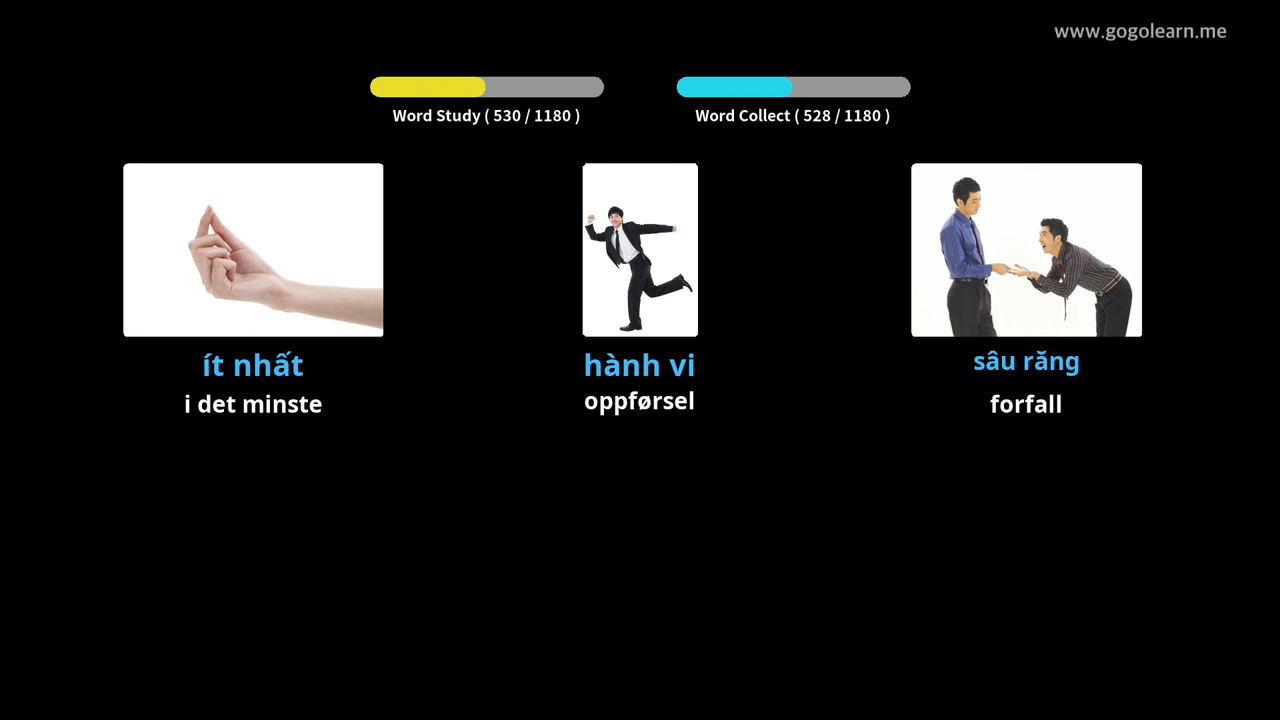 www.gogolearn.me
Word Study ( 530 / 1180 )
Word Collect ( 528 / 1180 )
ít nhất
i det minste
hành vi
oppførsel
sâu răng
forfall